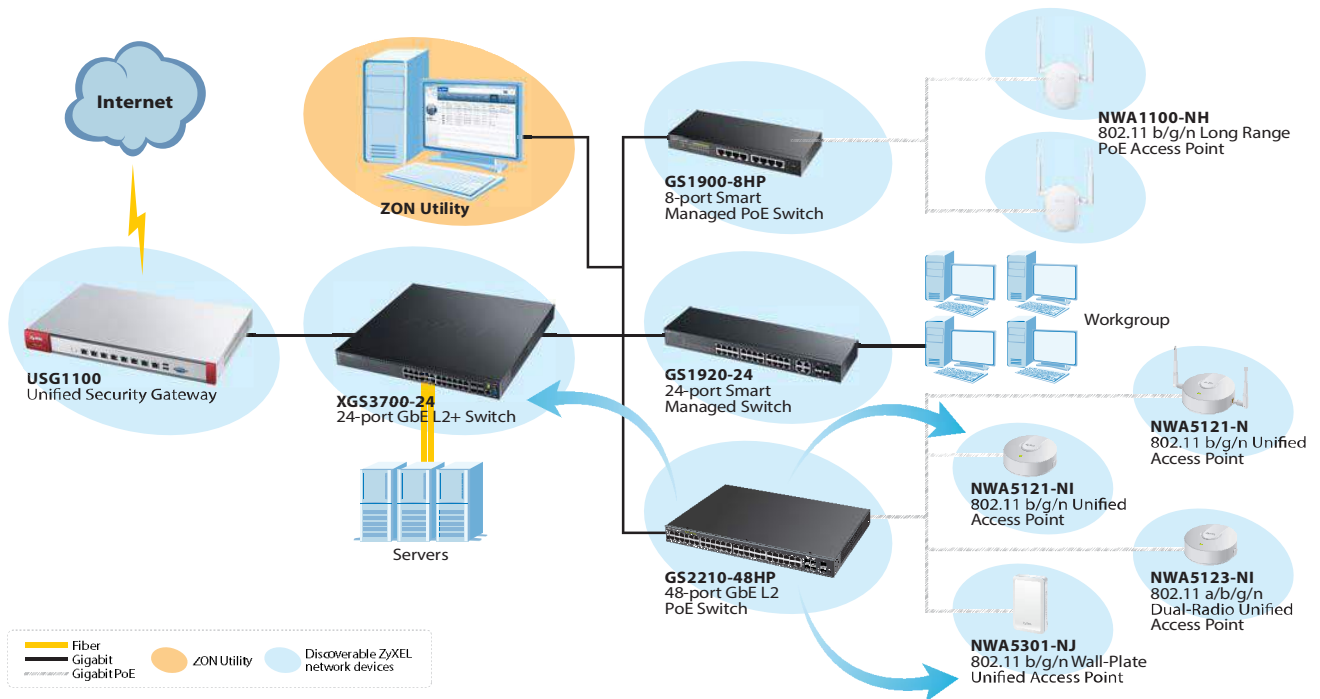 Internet
ZON Utility
NWA1100-NH
802.11 b/g/n Long Range
PoE Access Point
GS1900-8HP
8-port Smart
Managed PoE Switch
USG1100
Unified Security Gateway
XGS3700-24
24-port GbE L2+ Switch
GS1920-24
24-port Smart
Managed Switch
Workgroup
NWA5121-N
802.11 b/g/n Unified
Access Point
NWA5121-NI
802.11 b/g/n Unified
Access Point
Servers
GS2210-48HP
48-port GbE L2
PoE Switch
NWA5123-NI
802.11 a/b/g/n
Dual-Radio Unified
Access Point
NWA5301-NJ
802.11 b/g/n Wall-Plate
Unified Access Point
Fiber
Gigabit
Gigabit PoE
ZON Utility
Discoverable ZyXEL
network devices